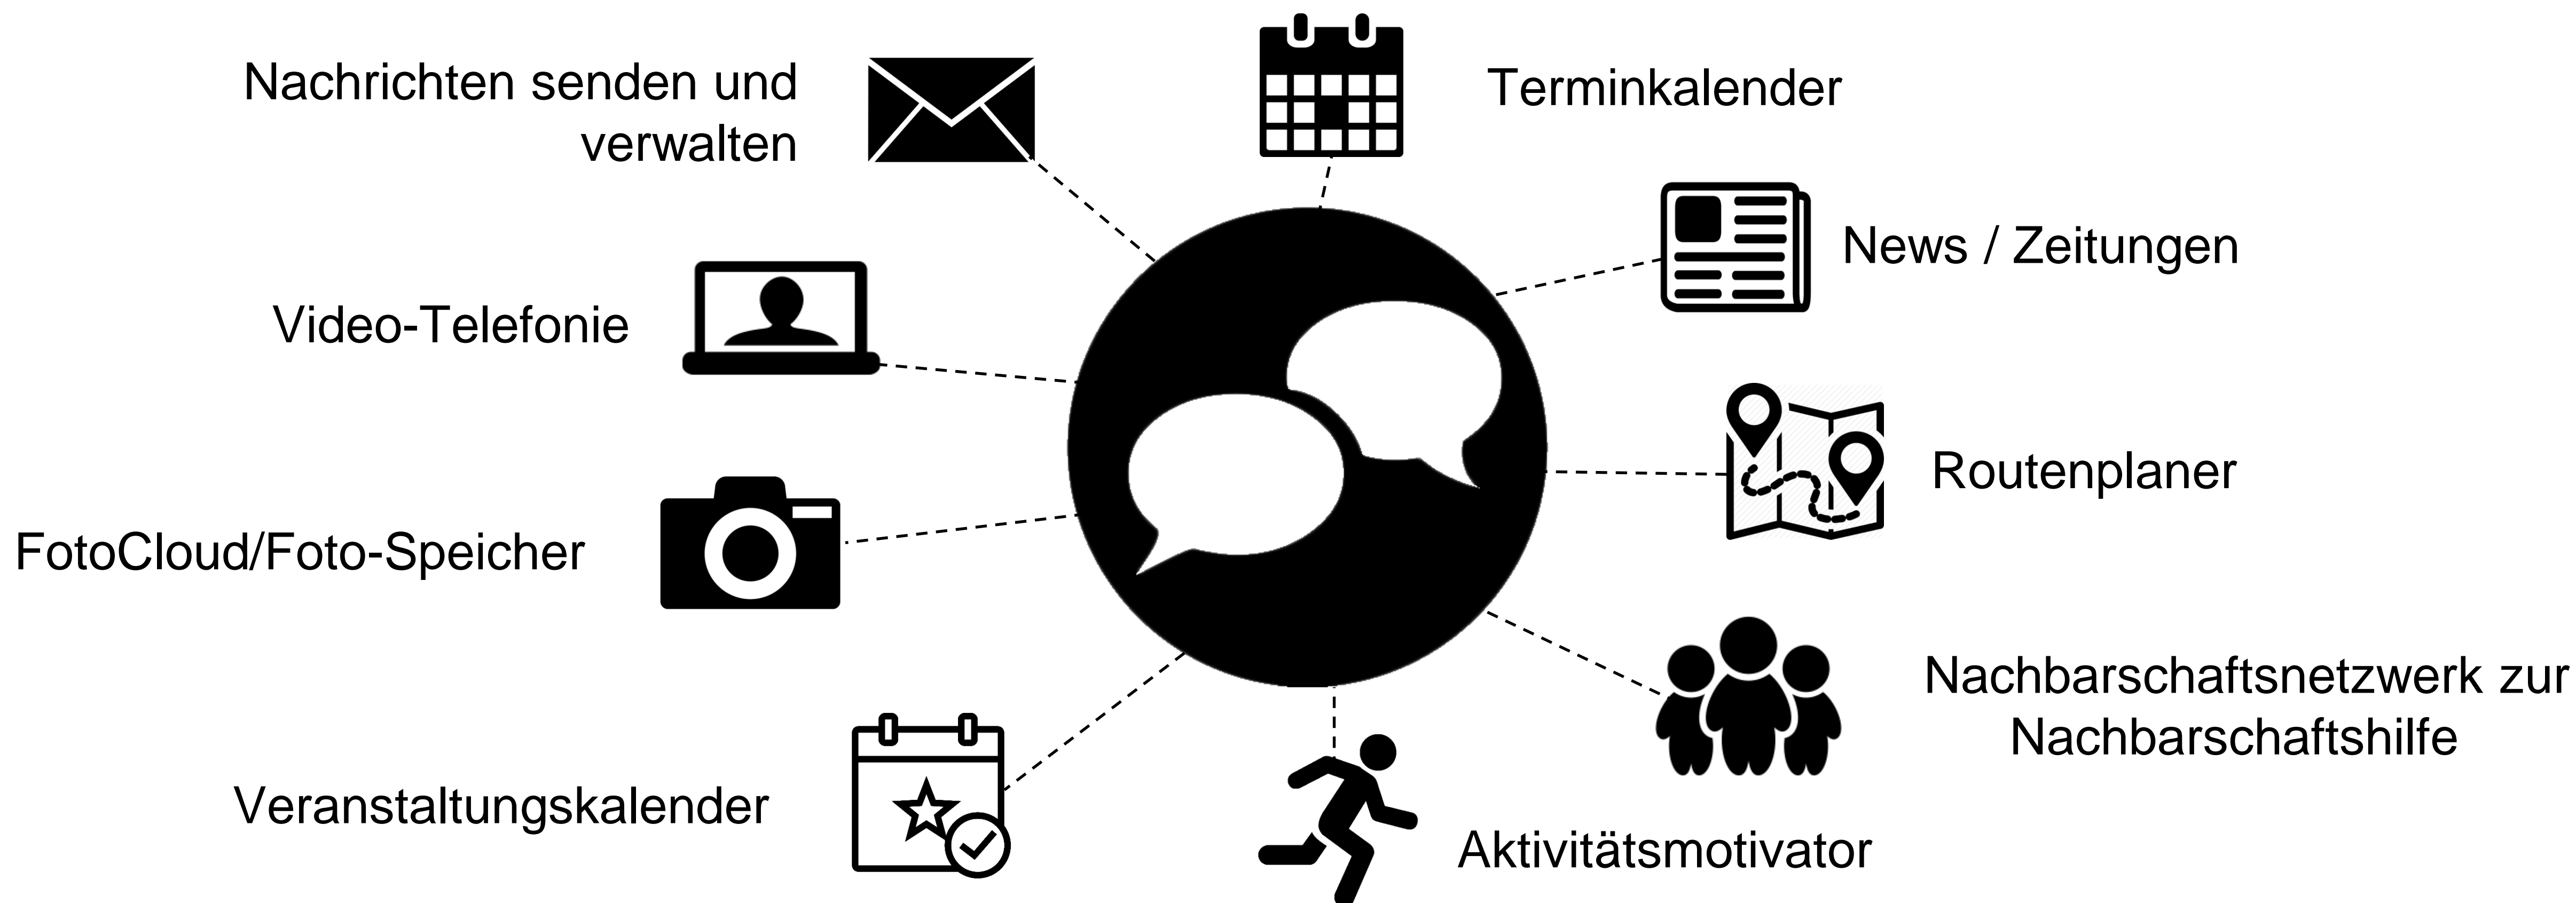 Nachrichten senden und
verwalten
Terminkalender
News / Zeitungen
Video-Telefonie
Routenplaner
FotoCloud/Foto-Speicher
Nachbarschaftsnetzwerk zur
Nachbarschaftshilfe
Veranstaltungskalender
Aktivitätsmotivator